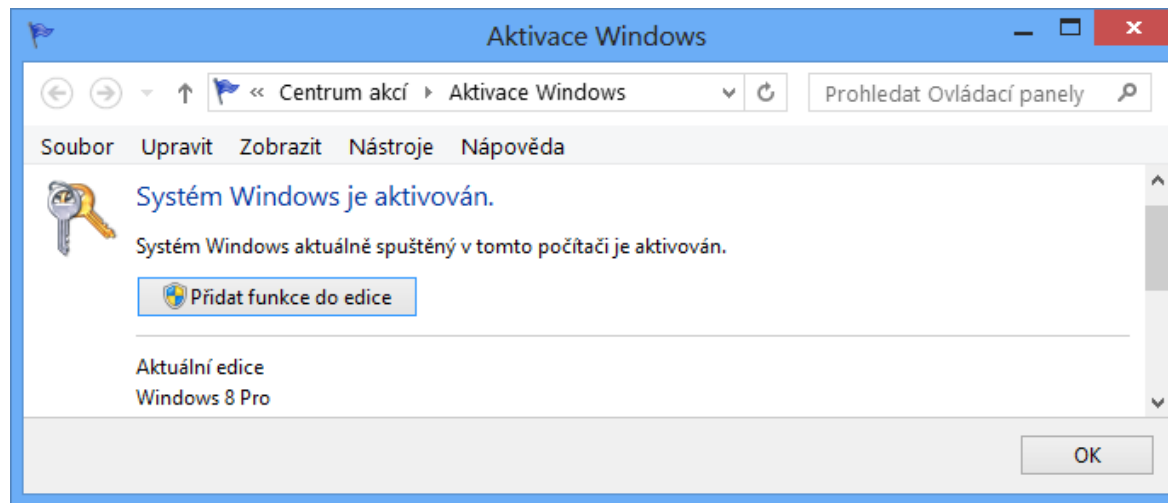 Aktivace Windows
« Centrum akcí Aktivace Windows Prohledat Ovládací panely
Soubor Upravit Zobrazit Nástroje Nápověda
Systém Windows je aktivován.
Systém Windows aktuálně spuštěný v tomto počítači je aktivován.
Přidat funkce do edice
Aktuální edice
Windows 8 Pro
OK